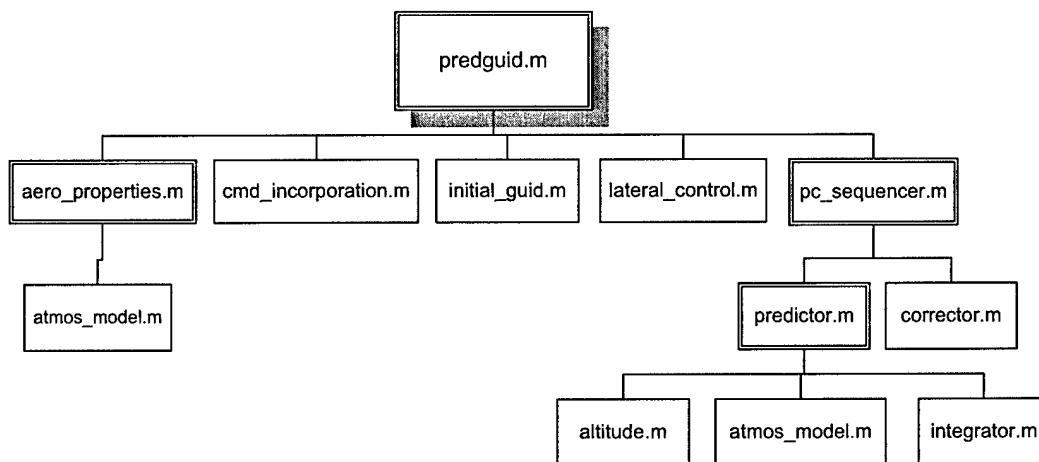 predguid.m
aero_properties.m
cmd_incorporation.m
initial_guid.m
lateral_control.m
pc_sequencer.m
atmos_model.m
predictor.m
corrector.m
altitude.m
atmos_model.m
integrator.m